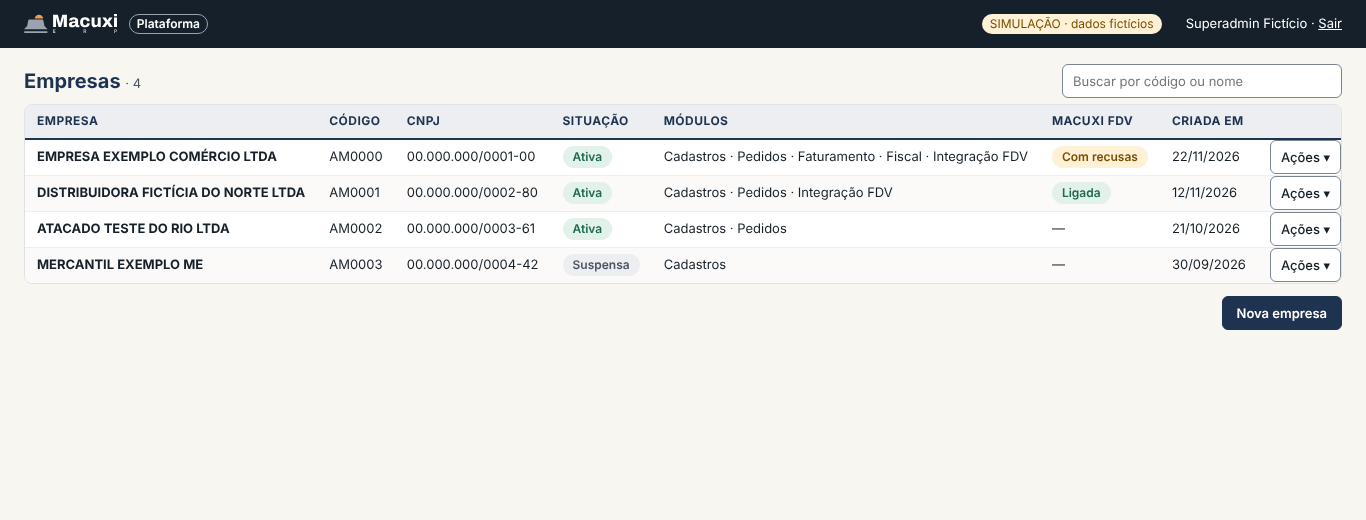 Macuxi Plataforma SIMULAÇÃO · dados fictícios Superadmin Fictício · Sair
E R P
Empresas · 4 Buscar por código ou nome
EMPRESA CÓDIGO CNPJ SITUAÇÃO MÓDULOS MACUXI FDV CRIADA EM
EMPRESA EXEMPLO COMÉRCIO LTDA AM0000 00.000.000/0001-00 Ativa Cadastros · Pedidos · Faturamento · Fiscal · Integração FDV Com recusas 22/11/2026 Ações ▾
DISTRIBUIDORA FICTÍCIA DO NORTE LTDA AM0001 00.000.000/0002-80 Ativa Cadastros · Pedidos · Integração FDV Ligada 12/11/2026 Ações ▾
ATACADO TESTE DO RIO LTDA AM0002 00.000.000/0003-61 Ativa Cadastros · Pedidos — 21/10/2026 Ações ▾
MERCANTIL EXEMPLO ME AM0003 00.000.000/0004-42 Suspensa Cadastros — 30/09/2026 Ações ▾
Nova empresa